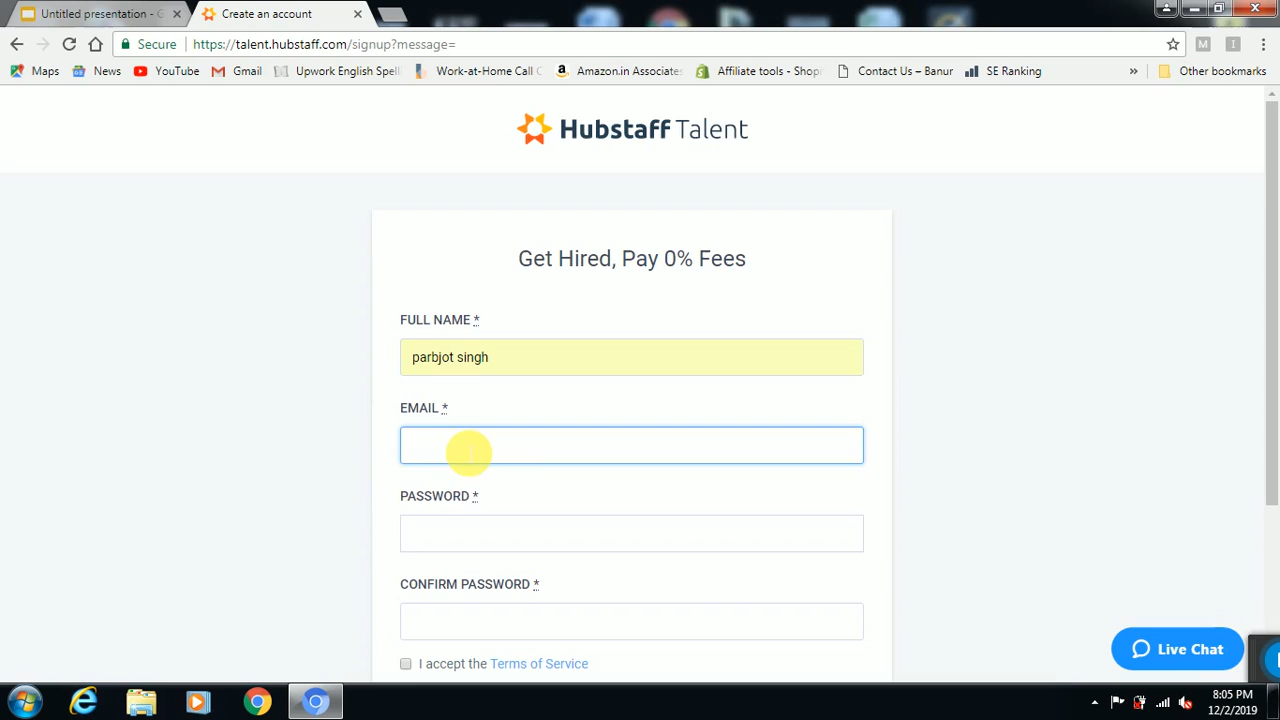 Untitled presentation - G
Create an account
Secure
https://talent.hubstaff.com/signup?message=
Maps
News
YouTube
Gmail
Upwork English Spell
Work-at-Home Call C
Amazon.in Associates
Affiliate tools - Shop
Contact Us – Banur
SE Ranking
»
Other bookmarks
Hubstaff Talent
Get Hired, Pay 0% Fees
FULL NAME *
parbjot singh
EMAIL *
PASSWORD *
CONFIRM PASSWORD *
I accept the Terms of Service
Live Chat
8:05 PM
12/2/2019